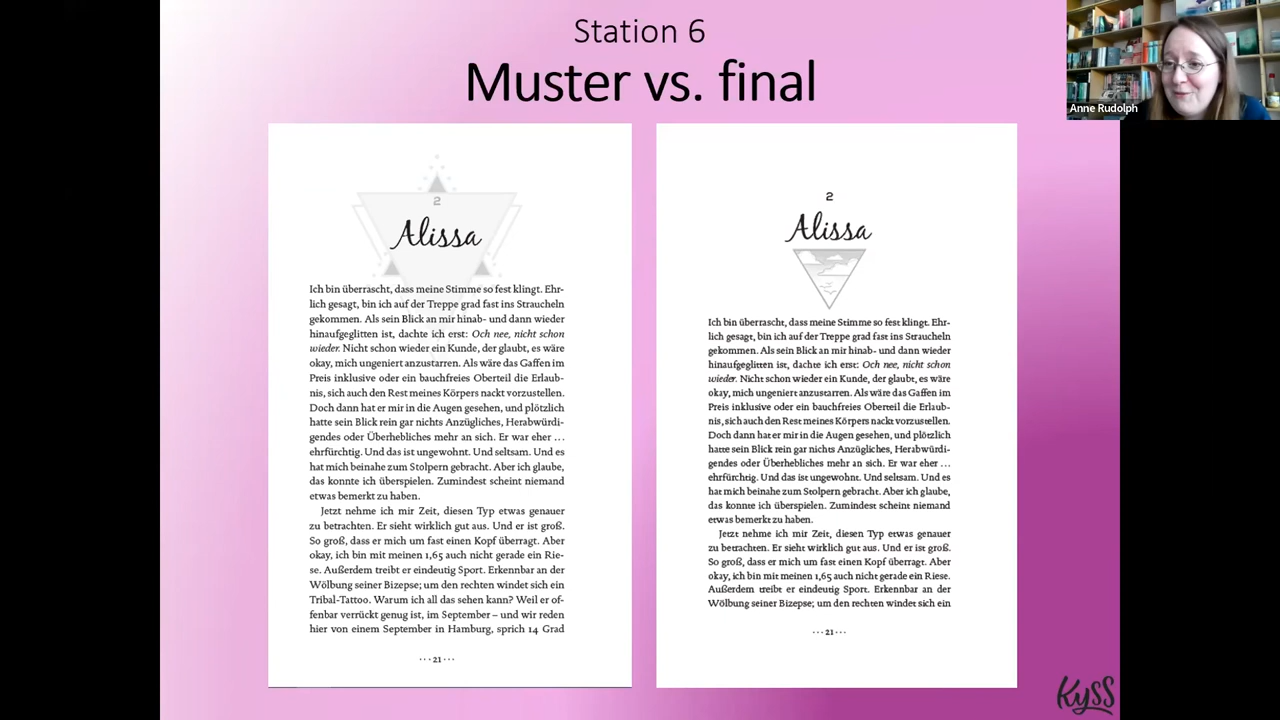 Station 6
Muster vs. final
Anne Rudolph
2
Alissa
Ich bin überrascht, dass meine Stimme so fest klingt. Ehr-
lich gesagt, bin ich auf der Treppe grad fast ins Straucheln
gekommen. Als sein Blick an mir hinab- und dann wieder
hinaufgeglitten ist, dachte ich erst: Och nee, nicht schon
wieder. Nicht schon wieder ein Kunde, der glaubt, es wäre
okay, mich ungeniert anzustarren. Als wäre das Gaffen im
Preis inklusive oder ein bauchfreies Oberteil die Erlaub-
nis, sich auch den Rest meines Körpers nackt vorzustellen.
Doch dann hat er mir in die Augen gesehen, und plötzlich
hatte sein Blick rein gar nichts Anzügliches, Herabwürdi-
gendes oder Überhebliches mehr an sich. Er war eher ...
ehrfürchtig. Und das ist ungewohnt. Und seltsam. Und es
hat mich beinahe zum Stolpern gebracht. Aber ich glaube,
das konnte ich überspielen. Zumindest scheint niemand
etwas bemerkt zu haben.
Jetzt nehme ich mir Zeit, diesen Typ etwas genauer
zu betrachten. Er sieht wirklich gut aus. Und er ist groß.
So groß, dass er mich um fast einen Kopf überragt. Aber
okay, ich bin mit meinen 1,65 auch nicht gerade ein Rie-
se. Außerdem treibt er eindeutig Sport. Erkennbar an der
Wölbung seiner Bizepse; um den rechten windet sich ein
Tribal-Tattoo. Warum ich all das sehen kann? Weil er of-
fenbar verrückt genug ist, im September – und wir reden
hier von einem September in Hamburg, sprich 14 Grad
··· 21 ···
2
Alissa
Ich bin überrascht, dass meine Stimme so fest klingt. Ehr-
lich gesagt, bin ich auf der Treppe grad fast ins Straucheln
gekommen. Als sein Blick an mir hinab- und dann wieder
hinaufgeglitten ist, dachte ich erst: Och nee, nicht schon
wieder. Nicht schon wieder ein Kunde, der glaubt, es wäre
okay, mich ungeniert anzustarren. Als wäre das Gaffen im
Preis inklusive oder ein bauchfreies Oberteil die Erlaub-
nis, sich auch den Rest meines Körpers nackt vorzustellen.
Doch dann hat er mir in die Augen gesehen, und plötzlich
hatte sein Blick rein gar nichts Anzügliches, Herabwürdi-
gendes oder Überhebliches mehr an sich. Er war eher ...
ehrfürchtig. Und das ist ungewohnt. Und seltsam. Und es
hat mich beinahe zum Stolpern gebracht. Aber ich glaube,
das konnte ich überspielen. Zumindest scheint niemand
etwas bemerkt zu haben.
Jetzt nehme ich mir Zeit, diesen Typ etwas genauer
zu betrachten. Er sieht wirklich gut aus. Und er ist groß.
So groß, dass er mich um fast einen Kopf überragt. Aber
okay, ich bin mit meinen 1,65 auch nicht gerade ein Riese.
Außerdem treibt er eindeutig Sport. Erkennbar an der
Wölbung seiner Bizepse; um den rechten windet sich ein
··· 21 ···
KYSS